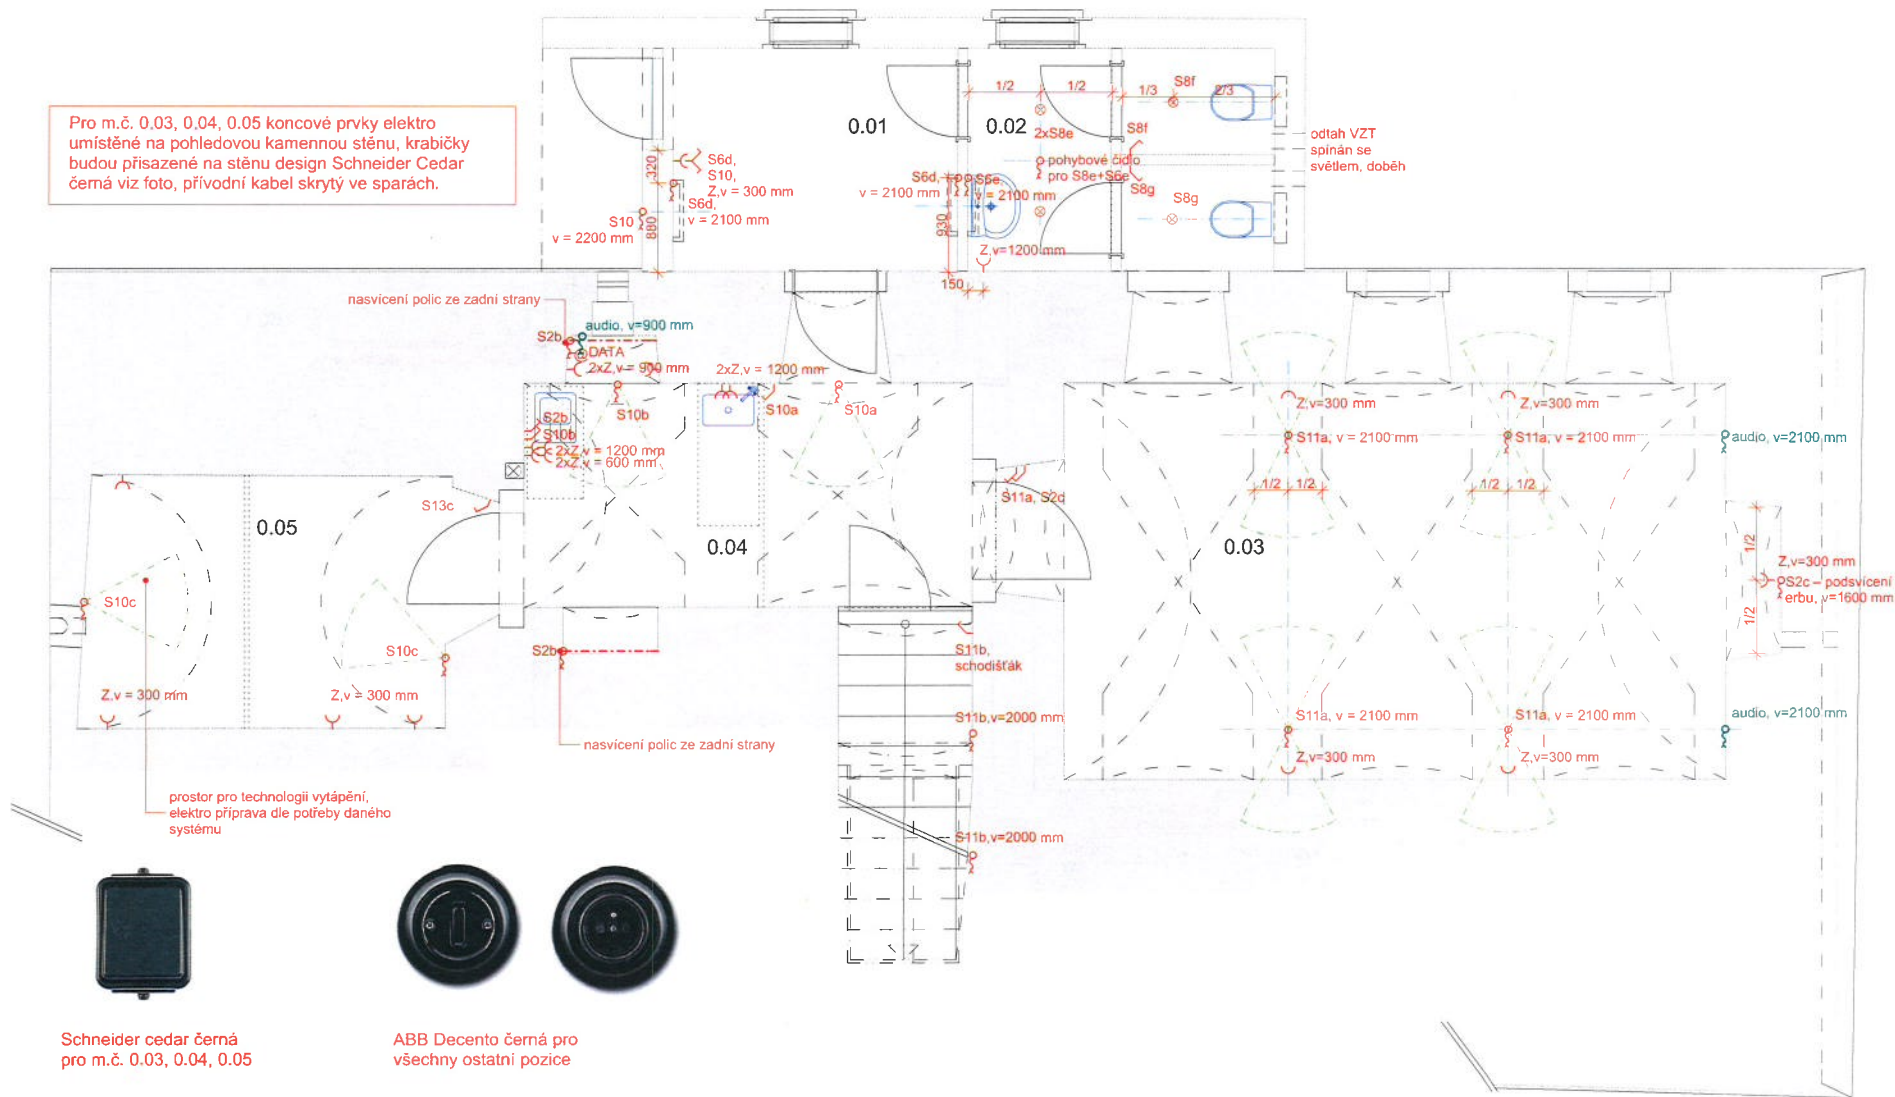 Pro m.č. 0.03, 0,04, 0.05 koncové prvky elektro
umístěné na pohledovou kamennou stěnu, krabičky
budou přisazené na stěnu design Schneider Cedar
černá viz foto, přívodní kabel skrytý ve sparách.
0.01
0.02
1/2
1/2
1/3
S8f
2/3
2xS8e
S8f
pohybové čidlo
pro S8e+S6e
S8g
S8g
odtah VZT
spínán se
světlem, doběh
320
880
S6d,
S10,
Z,v = 300 mm
S6d,
v = 2100 mm
S10
v = 2200 mm
S6d,
v = 2100 mm
S6e,
v = 2100 mm
930
Z,v=1200 mm
150
nasvícení polic ze zadní strany
S2b
audio, v=900 mm
DATA
2xZ,v = 900 mm
2xZ,v = 1200 mm
S10b
S10a
S10a
S2b
S10b
2xZ,v = 1200 mm
2xZ,v = 600 mm
S13c
0.05
0.04
0.03
S11a, S2d
Z,v=300 mm
Z,v=300 mm
S11a, v = 2100 mm
S11a, v = 2100 mm
audio, v=2100 mm
1/2
1/2
1/2
1/2
1/2
1/2
Z,v=300 mm
S2c – podsvícení
erbu, v=1600 mm
S10c
S10c
Z,v = 300 mm
Z,v = 300 mm
S2b
S11b,
schodišťák
S11b,v=2000 mm
S11a, v = 2100 mm
S11a, v = 2100 mm
audio, v=2100 mm
Z,v=300 mm
Z,v=300 mm
nasvícení polic ze zadní strany
prostor pro technologii vytápění,
elektro příprava dle potřeby daného
systému
S11b,v=2000 mm
Schneider cedar černá
pro m.č. 0.03, 0.04, 0.05
ABB Decento černá pro
všechny ostatní pozice